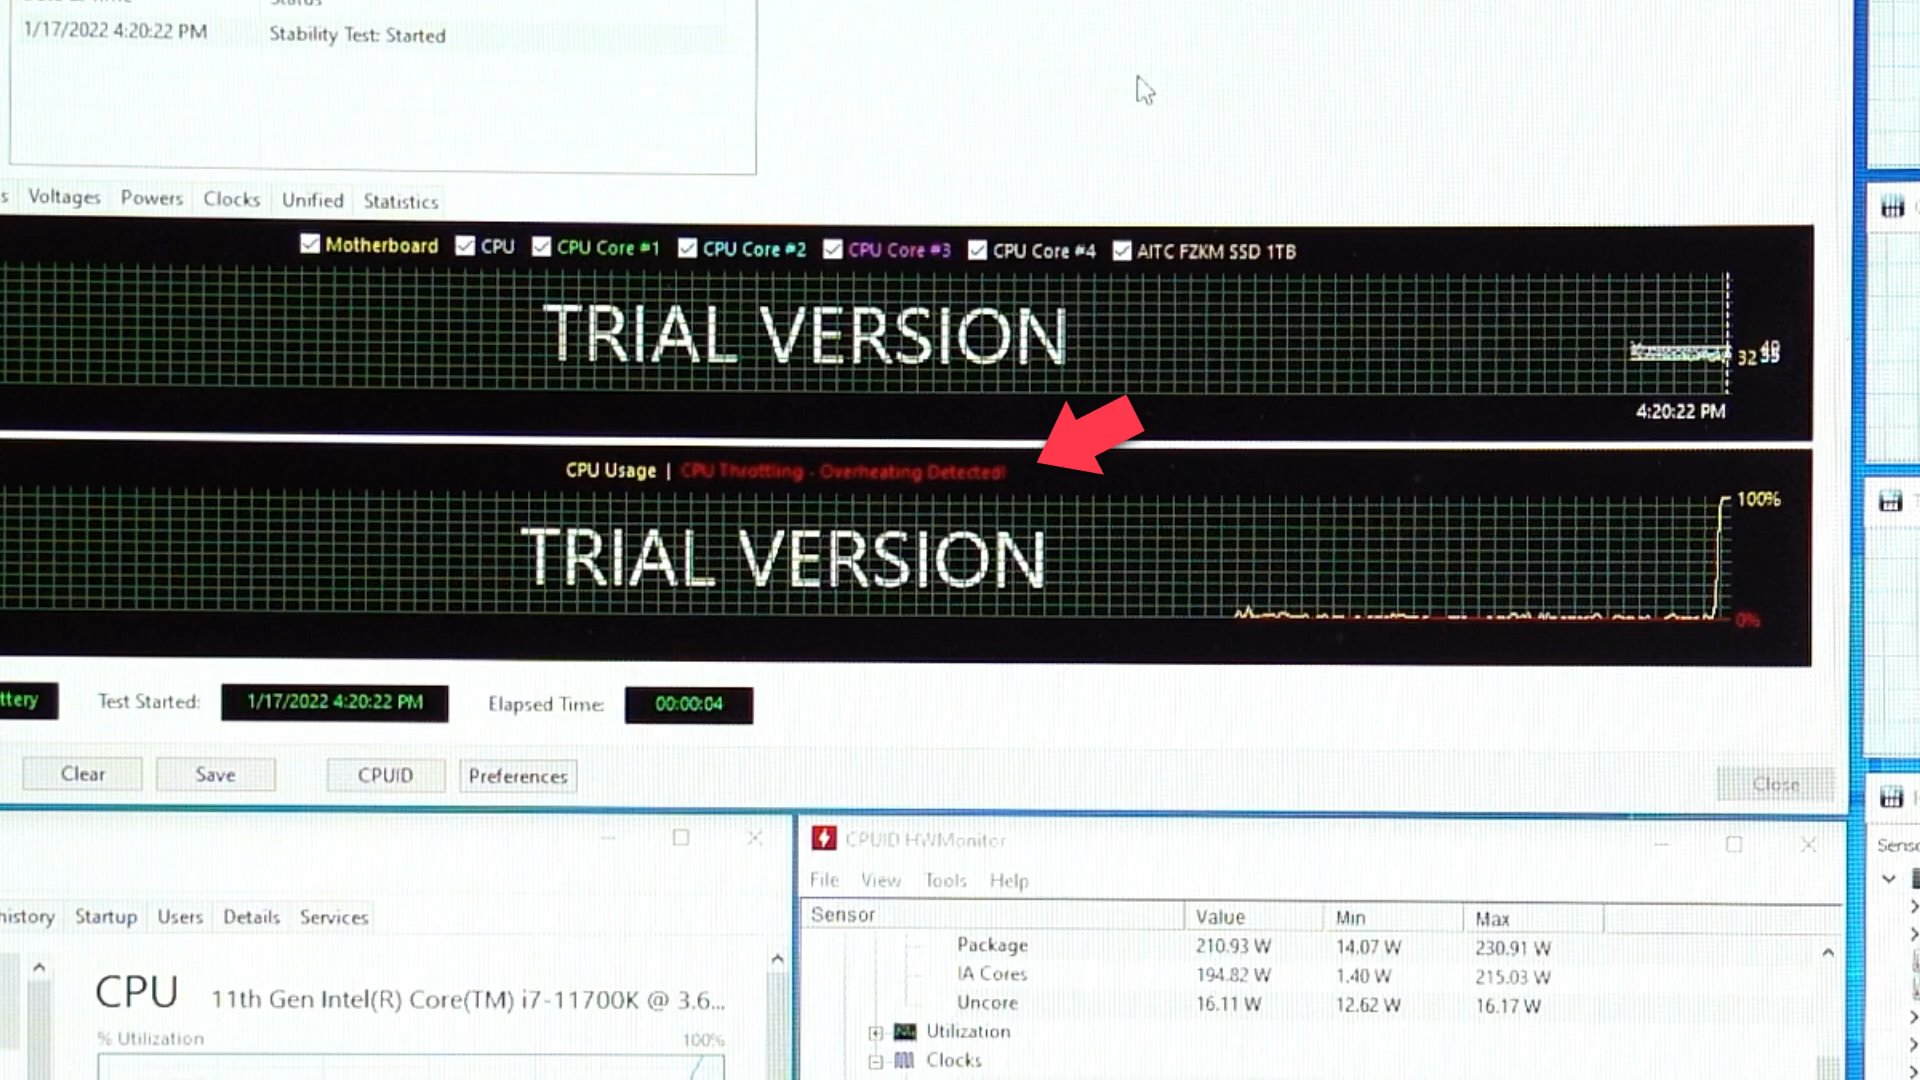 1/17/2022 4:20:22 PM Stability Test: Started
Voltages Powers Clocks Unified Statistics
Motherboard CPU CPU Core #1 CPU Core #2 CPU Core #3 CPU Core #4 AITC FZKM SSD 1TB
TRIAL VERSION
32
4:20:22 PM
CPU Usage | CPU Throttling - Overheating Detected!
100%
TRIAL VERSION
0%
ttery Test Started: 1/17/2022 4:20:22 PM Elapsed Time: 00:00:04
Clear Save CPUID Preferences Close
history Startup Users Details Services
CPU 11th Gen Intel(R) Core(TM) i7-11700K @ 3.6...
% Utilization 100%
CPUID HWMonitor
File View Tools Help
Sensor Value Min Max
Package 210.93 W 14.07 W 230.91 W
IA Cores 194.82 W 1.40 W 215.03 W
Uncore 16.11 W 12.62 W 16.17 W
Utilization
Clocks